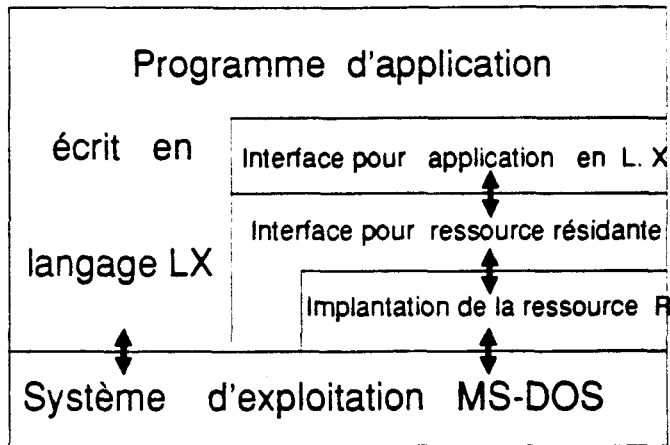 Programme d'application
écrit en
Interface pour application en L. X
Interface pour ressource résidante
langage LX
Implantation de la ressource R
Système d'exploitation MS-DOS